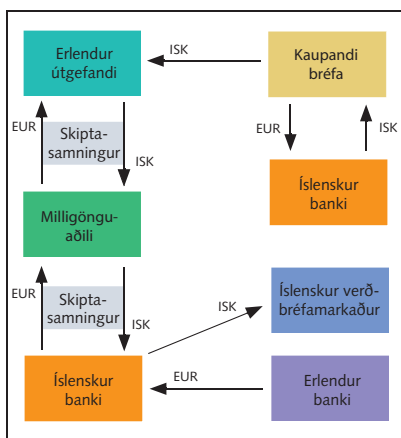 ISK
Erlendur
útgefandi
Kaupandi
bréfa
EUR
Skipta-
samningur
ISK
EUR
ISK
Milligöngu-
aðili
Íslenskur
banki
EUR
Skipta-
samningur
ISK
ISK
Íslenskur verð-
bréfamarkaður
Íslenskur
banki
EUR
Erlendur
banki